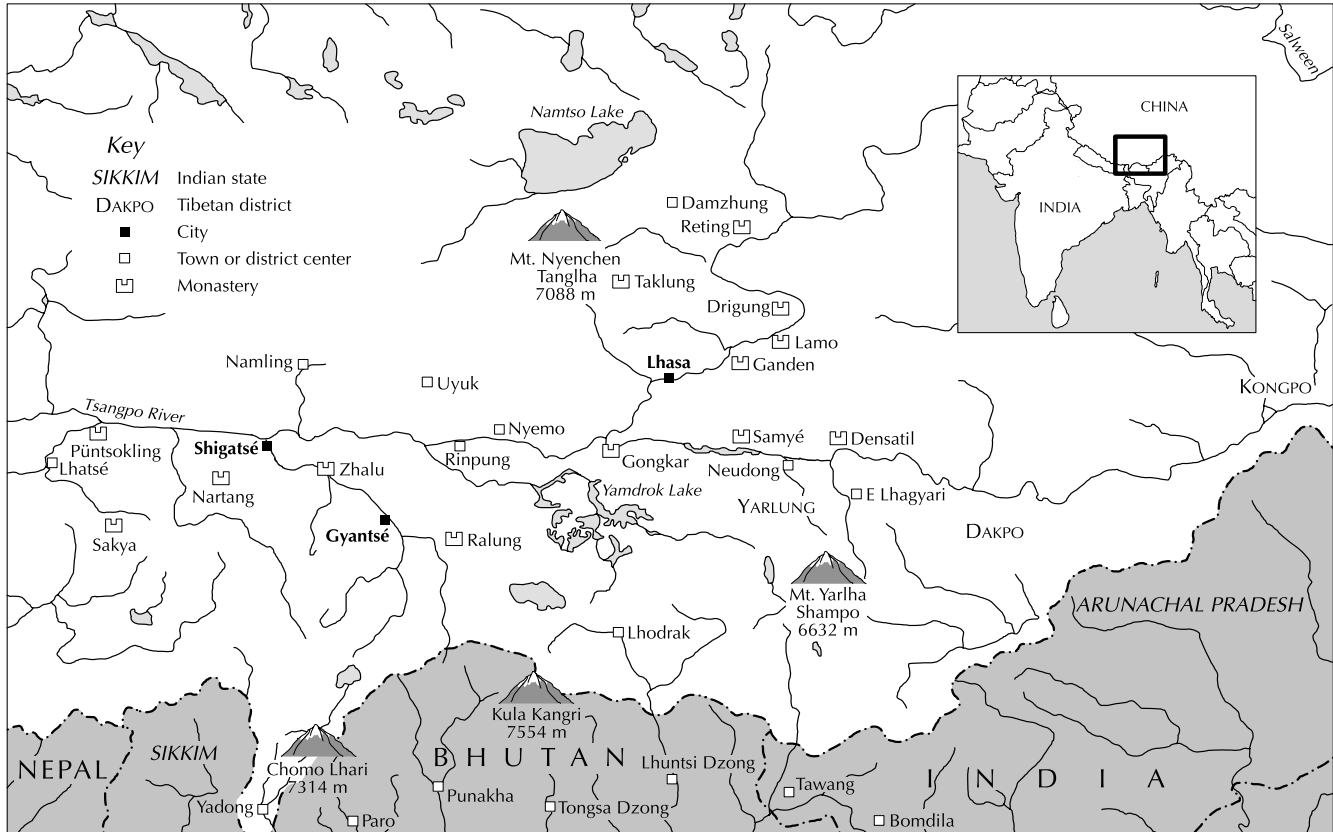 Salween
CHINA
INDIA
Namtso Lake
Key
SIKKIM Indian state
DAKPO Tibetan district
City
Town or district center
Monastery
Damzhung
Reting
Mt. Nyenchen
Tanglha
7088 m
Taklung
Drigung
Lamo
Ganden
Lhasa
Namling
Uyuk
KONGPO
Tsangpo River
Nyemo
Samyé
Densatil
Püntsokling
Shigatsé
Rinpung
Gongkar
Neudong
Lhatsé
Zhalu
Nartang
Yamdrok Lake
YARLUNG
E Lhagyari
Sakya
Gyantsé
Ralung
DAKPO
Mt. Yarlha
Shampo
6632 m
ARUNACHAL PRADESH
Lhodrak
Kula Kangri
7554 m
NEPAL
SIKKIM
Chomo Lhari
7314 m
BHUTAN
Lhuntsi Dzong
INDIA
Yadong
Paro
Punakha
Tongsa Dzong
Tawang
Bomdila